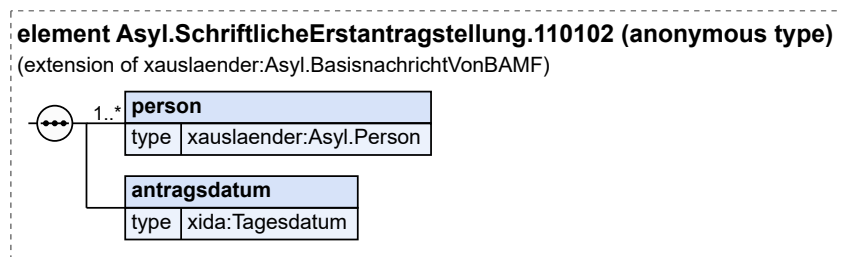 element Asyl.SchriftlicheErstantragstellung.110102 (anonymous type)
(extension of xauslaender:Asyl.BasisnachrichtVonBAMF)
1..* person
type xauslaender:Asyl.Person
antragsdatum
type xida:Tagesdatum